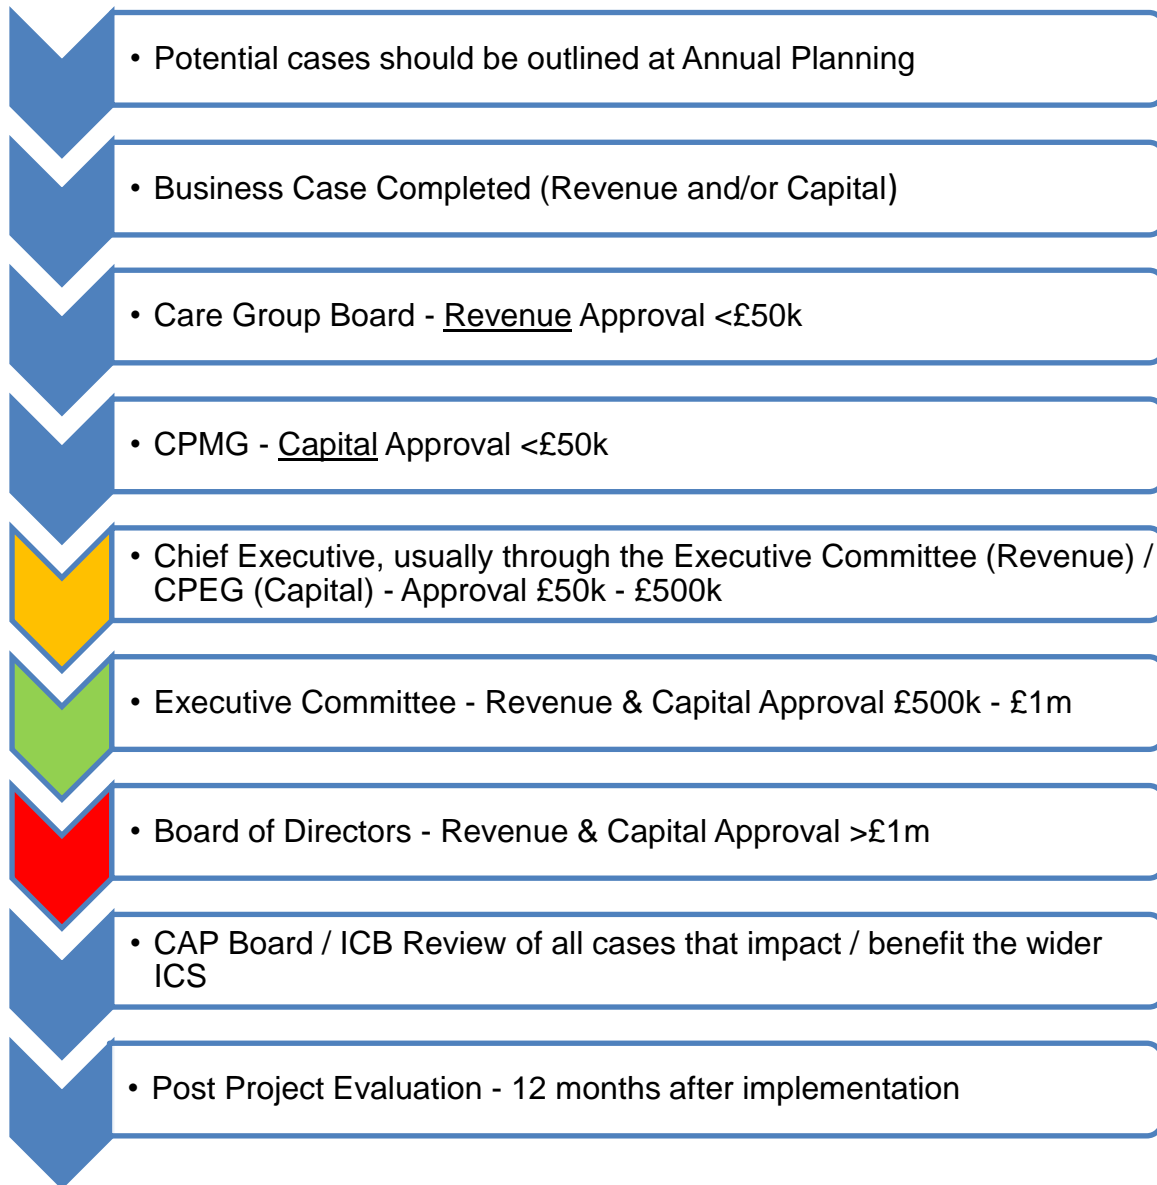 • Potential cases should be outlined at Annual Planning
• Business Case Completed (Revenue and/or Capital)
• Care Group Board - Revenue Approval <£50k
• CPMG - Capital Approval <£50k
• Chief Executive, usually through the Executive Committee (Revenue) /
CPEG (Capital) - Approval £50k - £500k
• Executive Committee - Revenue & Capital Approval £500k - £1m
• Board of Directors - Revenue & Capital Approval >£1m
• CAP Board / ICB Review of all cases that impact / benefit the wider
ICS
• Post Project Evaluation - 12 months after implementation